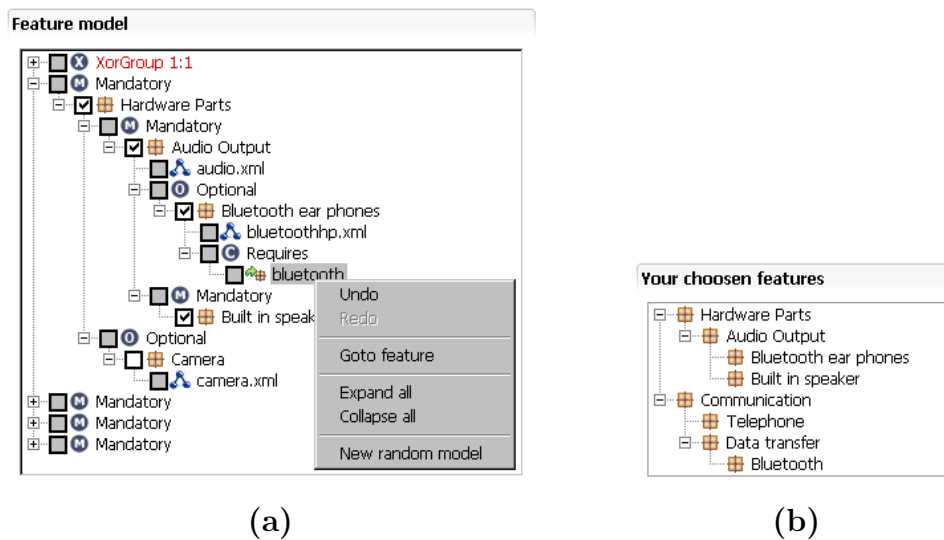 Feature model
X XorGroup 1:1
M Mandatory
Hardware Parts
M Mandatory
Audio Output
audio.xml
O Optional
Bluetooth ear phones
bluetoothhp.xml
C Requires
bluetooth
M Mandatory
Built in speak
O Optional
Camera
camera.xml
M Mandatory
M Mandatory
M Mandatory
Undo
Redo
Goto feature
Expand all
Collapse all
New random model
(a)
Your choosen features
Hardware Parts
Audio Output
Bluetooth ear phones
Built in speaker
Communication
Telephone
Data transfer
Bluetooth
(b)